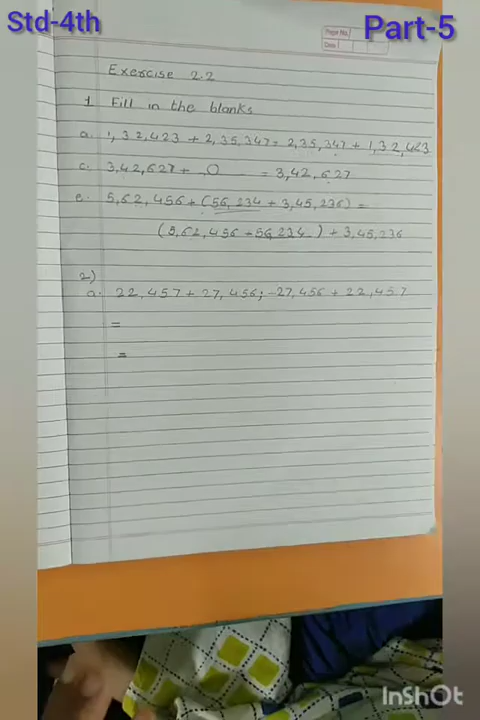 Std-4th
Part-5
Page No.
Date
Exercise 2.2
1 Fill in the blanks
a. 1,32,423 + 2,35,347 = 2,35,347 + 1,32,423
c. 3,42,627 + 0 = 3,42,627
e. 5,62,456 + (56,234 + 3,45,236) =
(5,62,456 + 56,234 ) + 3,45,236
2)
a. 22,457 + 27,456; 27,456 + 22,457
=
=
InShOt